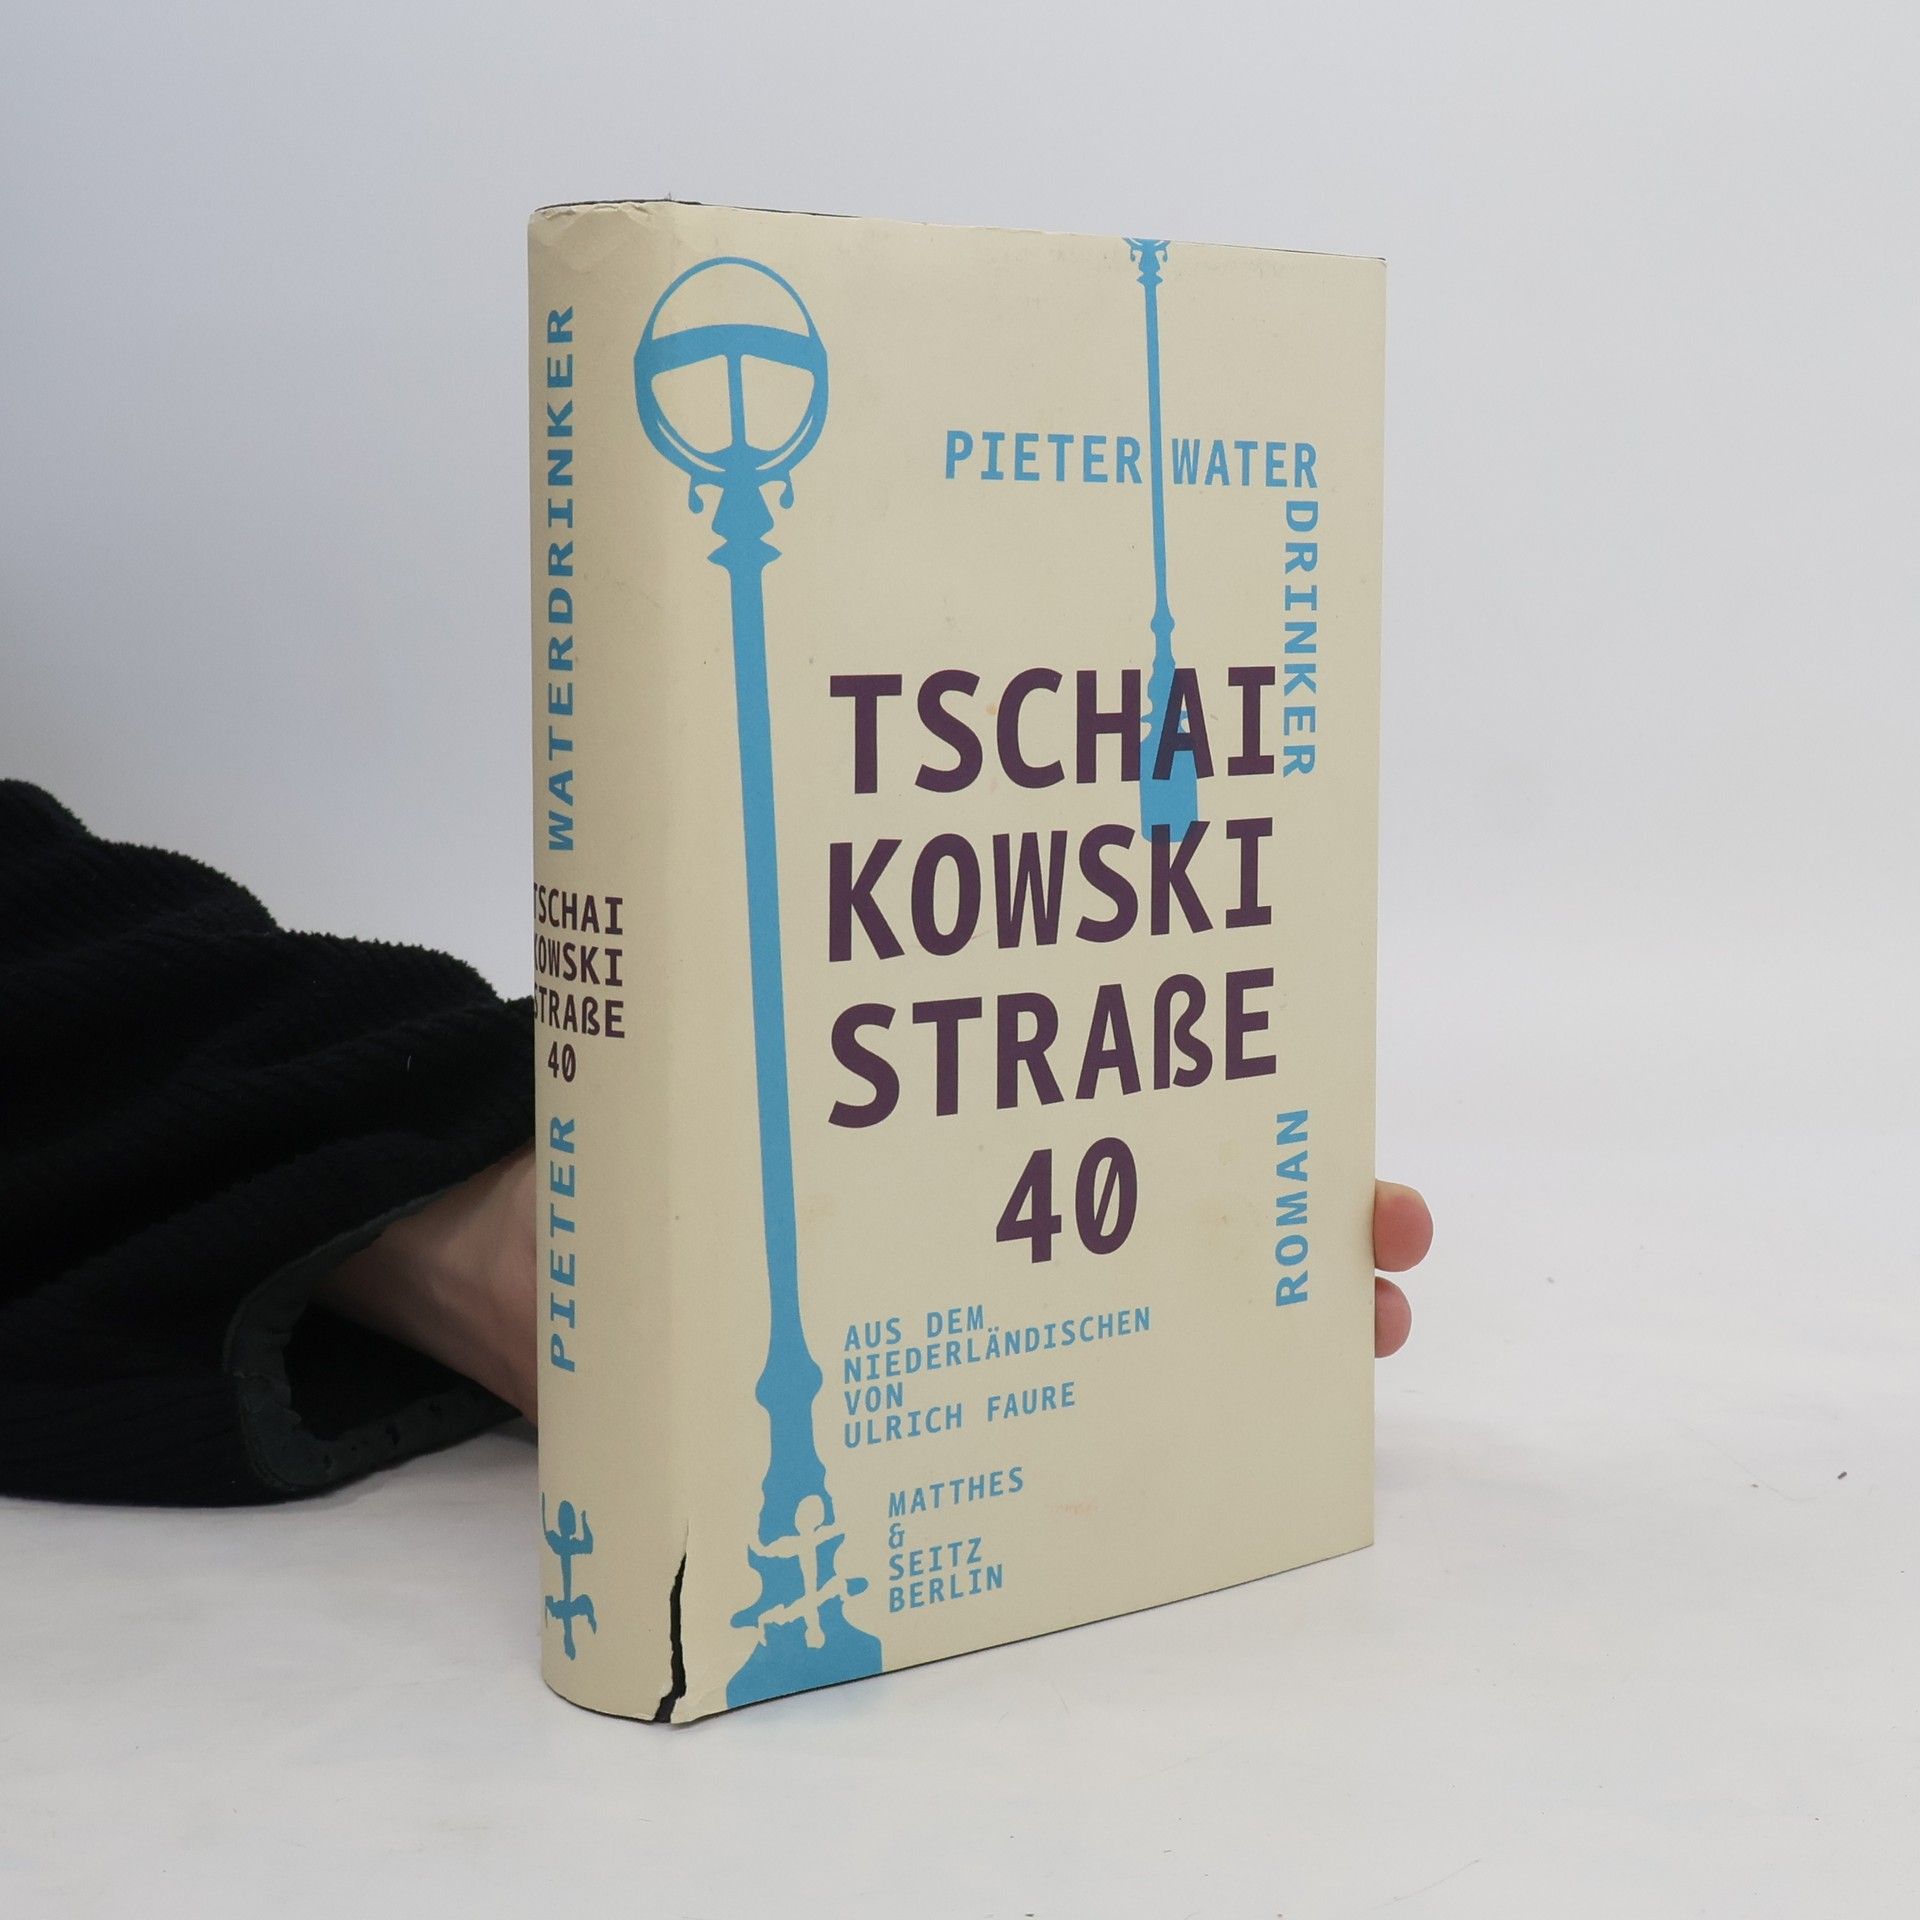 PIETER WATERDRINKER
TSCHAI
KOWSKI
STRAßE
40
PIETER WATER
DRINKER
TSCHAI
KOWSKI
STRAßE
40
ROMAN
AUS DEM
NIEDERLÄNDISCHEN
VON
ULRICH FAURE
MATTHES
&
SEITZ
BERLIN